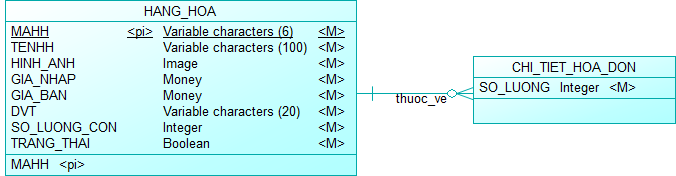 HANG_HOA
MAHH <pi> Variable characters (6) <M>
TENHH Variable characters (100) <M>
HINH_ANH Image <M>
GIA_NHAP Money <M>
GIA_BAN Money <M>
DVT Variable characters (20) <M>
SO_LUONG_CON Integer <M>
TRANG_THAI Boolean <M>
MAHH <pi>
thuoc_ve
CHI_TIET_HOA_DON
SO_LUONG Integer <M>